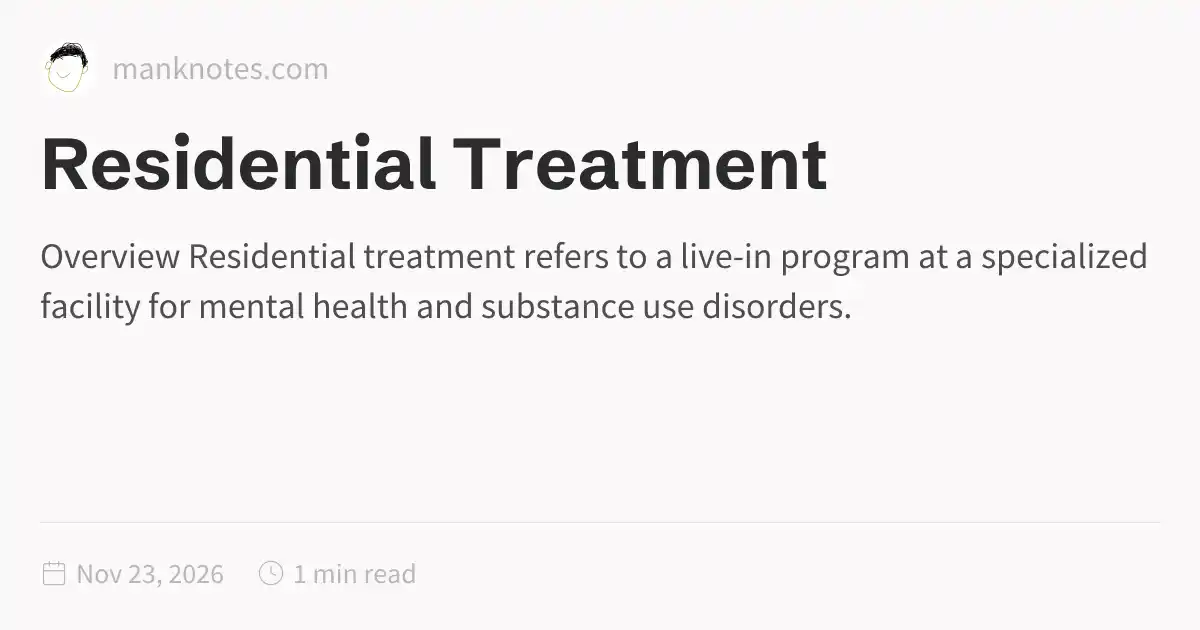 manknotes.com
Residential Treatment
Overview Residential treatment refers to a live-in program at a specialized
facility for mental health and substance use disorders.
Nov 23, 2026
1 min read